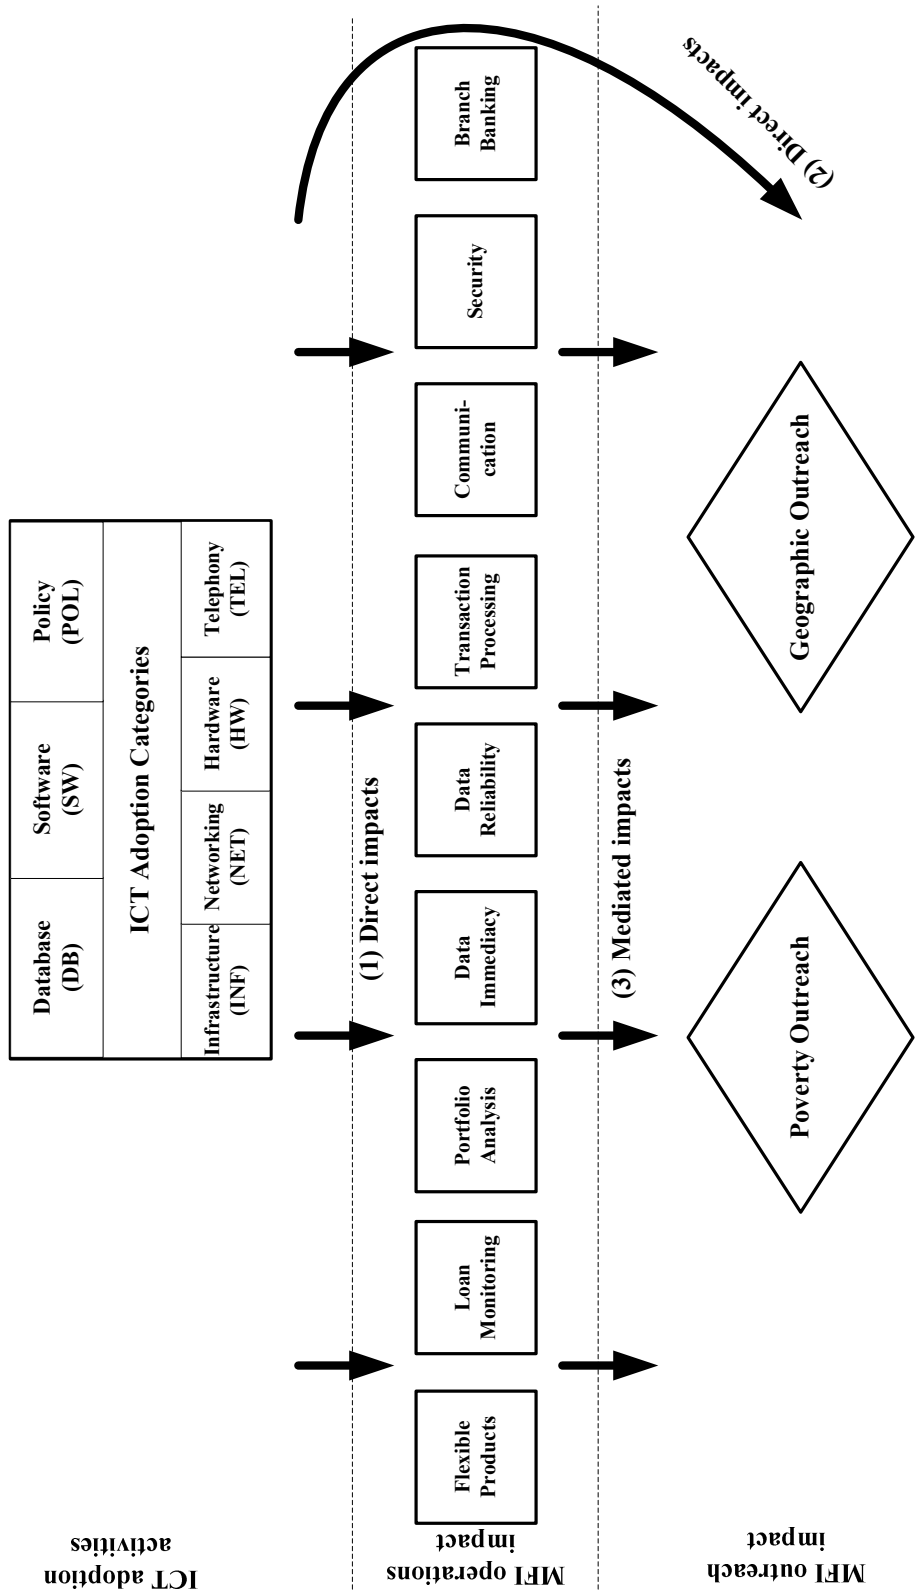 ICT adoption
activities
Database
(DB)
Software
(SW)
Policy
(POL)
ICT Adoption Categories
Infrastructure
(INF)
Networking
(NET)
Hardware
(HW)
Telephony
(TEL)
(1) Direct impacts
(2) Direct impacts
MFI operations
impact
Flexible
Products
Loan
Monitoring
Portfolio
Analysis
Data
Immediacy
Data
Reliability
Transaction
Processing
Communi-
cation
Security
Branch
Banking
(3) Mediated impacts
MFI outreach
impact
Poverty Outreach
Geographic Outreach